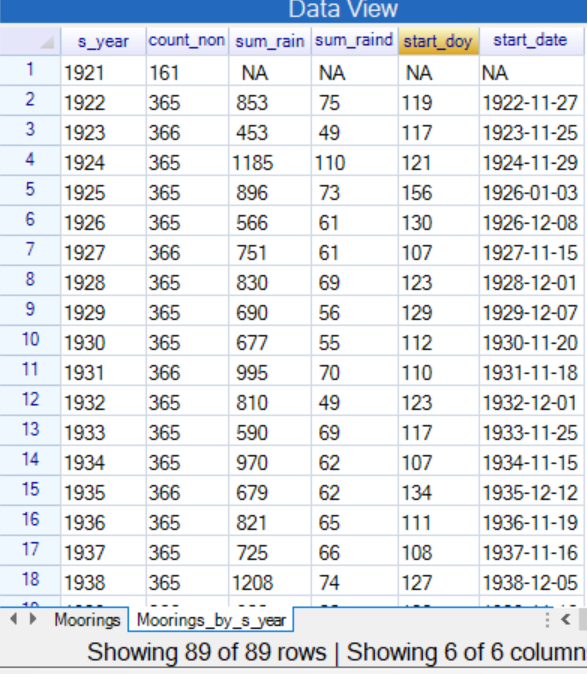 Data View
s_year count_non sum_rain sum_raind start_doy start_date
1 1921 161 NA NA NA NA
2 1922 365 853 75 119 1922-11-27
3 1923 366 453 49 117 1923-11-25
4 1924 365 1185 110 121 1924-11-29
5 1925 365 896 73 156 1926-01-03
6 1926 365 566 61 130 1926-12-08
7 1927 366 751 61 107 1927-11-15
8 1928 365 830 69 123 1928-12-01
9 1929 365 690 56 129 1929-12-07
10 1930 365 677 55 112 1930-11-20
11 1931 366 995 70 110 1931-11-18
12 1932 365 810 49 123 1932-12-01
13 1933 365 590 69 117 1933-11-25
14 1934 365 970 62 107 1934-11-15
15 1935 366 679 62 134 1935-12-12
16 1936 365 821 65 111 1936-11-19
17 1937 365 725 66 108 1937-11-16
18 1938 365 1208 74 127 1938-12-05
Moorings Moorings_by_s_year
Showing 89 of 89 rows | Showing 6 of 6 column